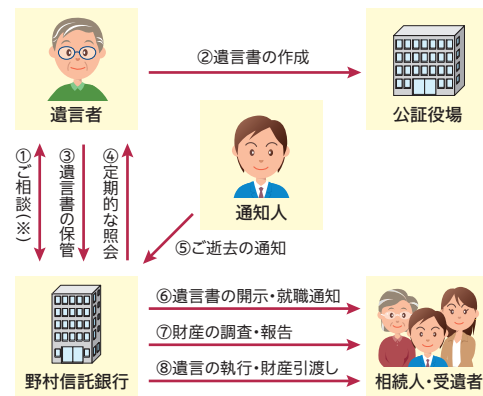 ②遺言書の作成
遺言者
公証役場
①ご相談(※)
③遺言書の保管
④定期的な照会
通知人
⑤ご逝去の通知
⑥遺言書の開示・就職通知
⑦財産の調査・報告
⑧遺言の執行・財産引渡し
野村信託銀行
相続人・受遺者